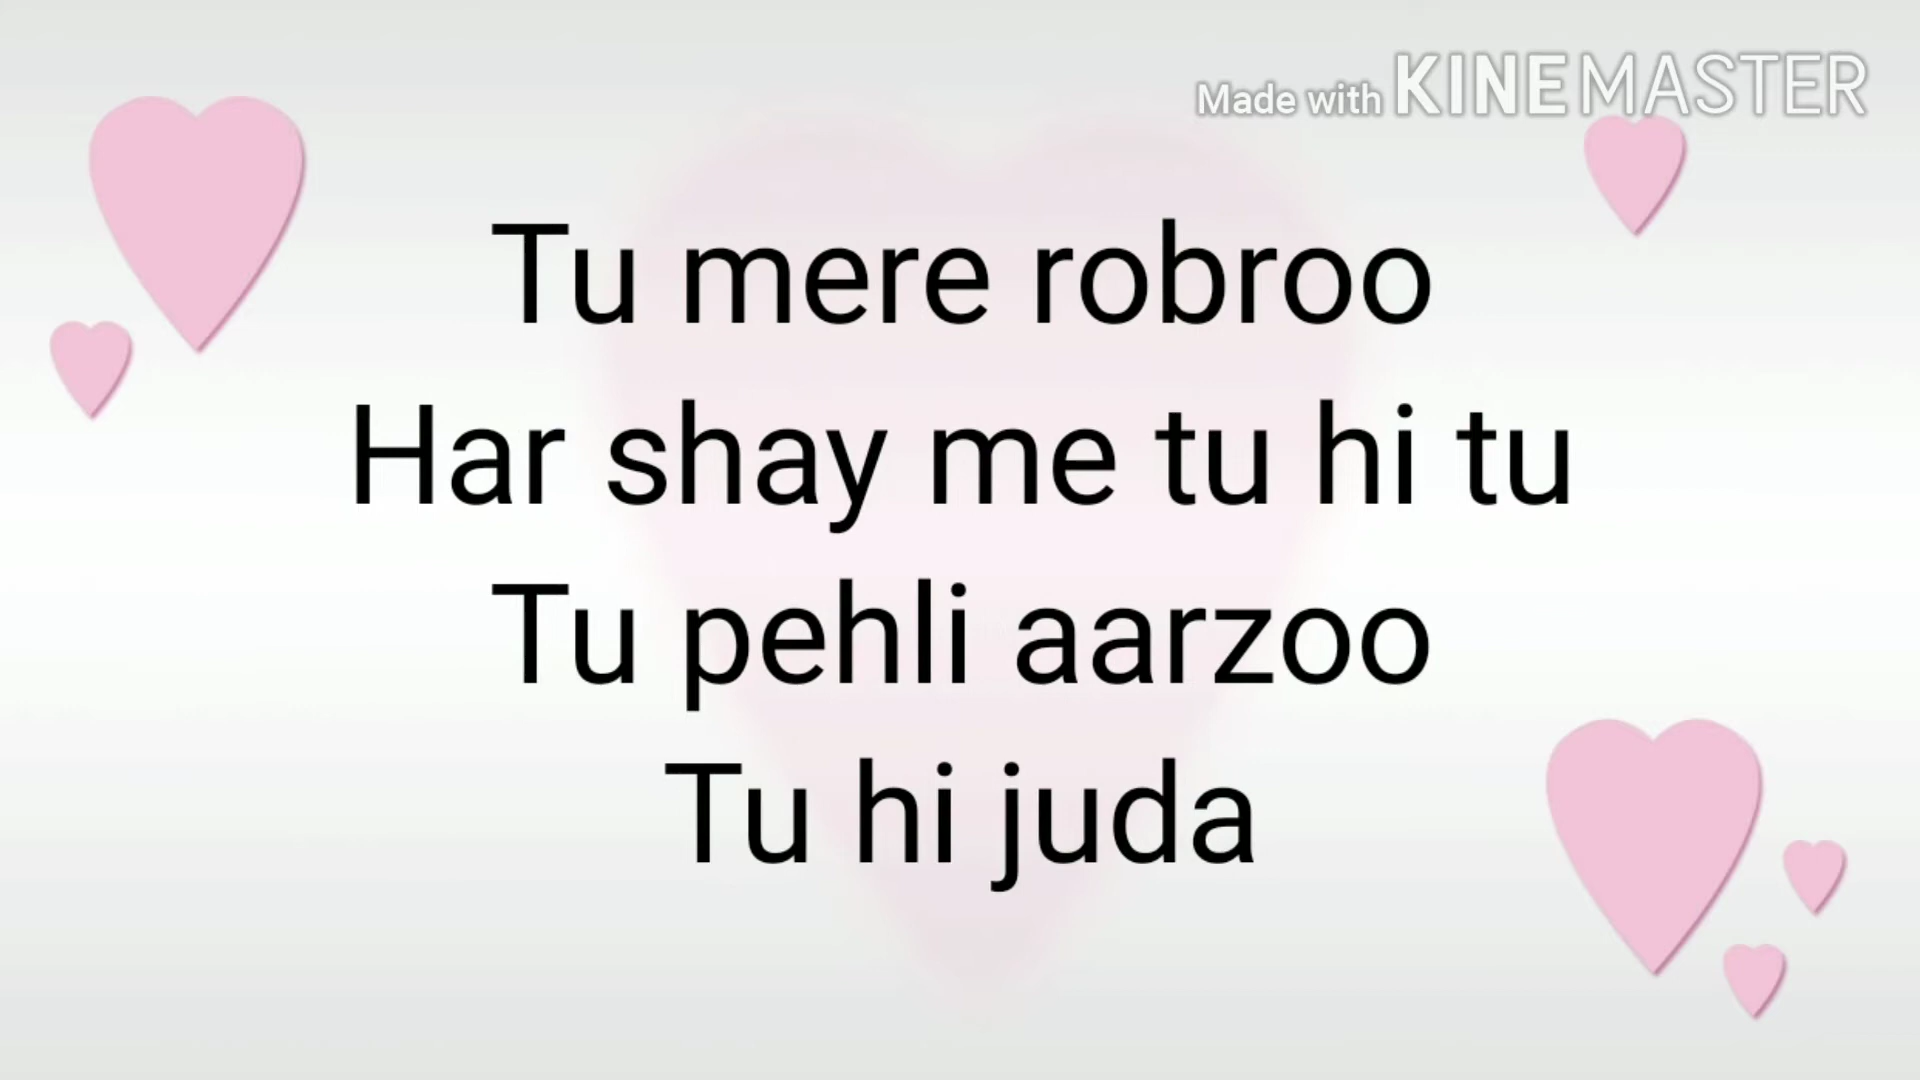 Made with KINEMASTER
Tu mere robroo
Har shay me tu hi tu
Tu pehli aarzoo
Tu hi juda